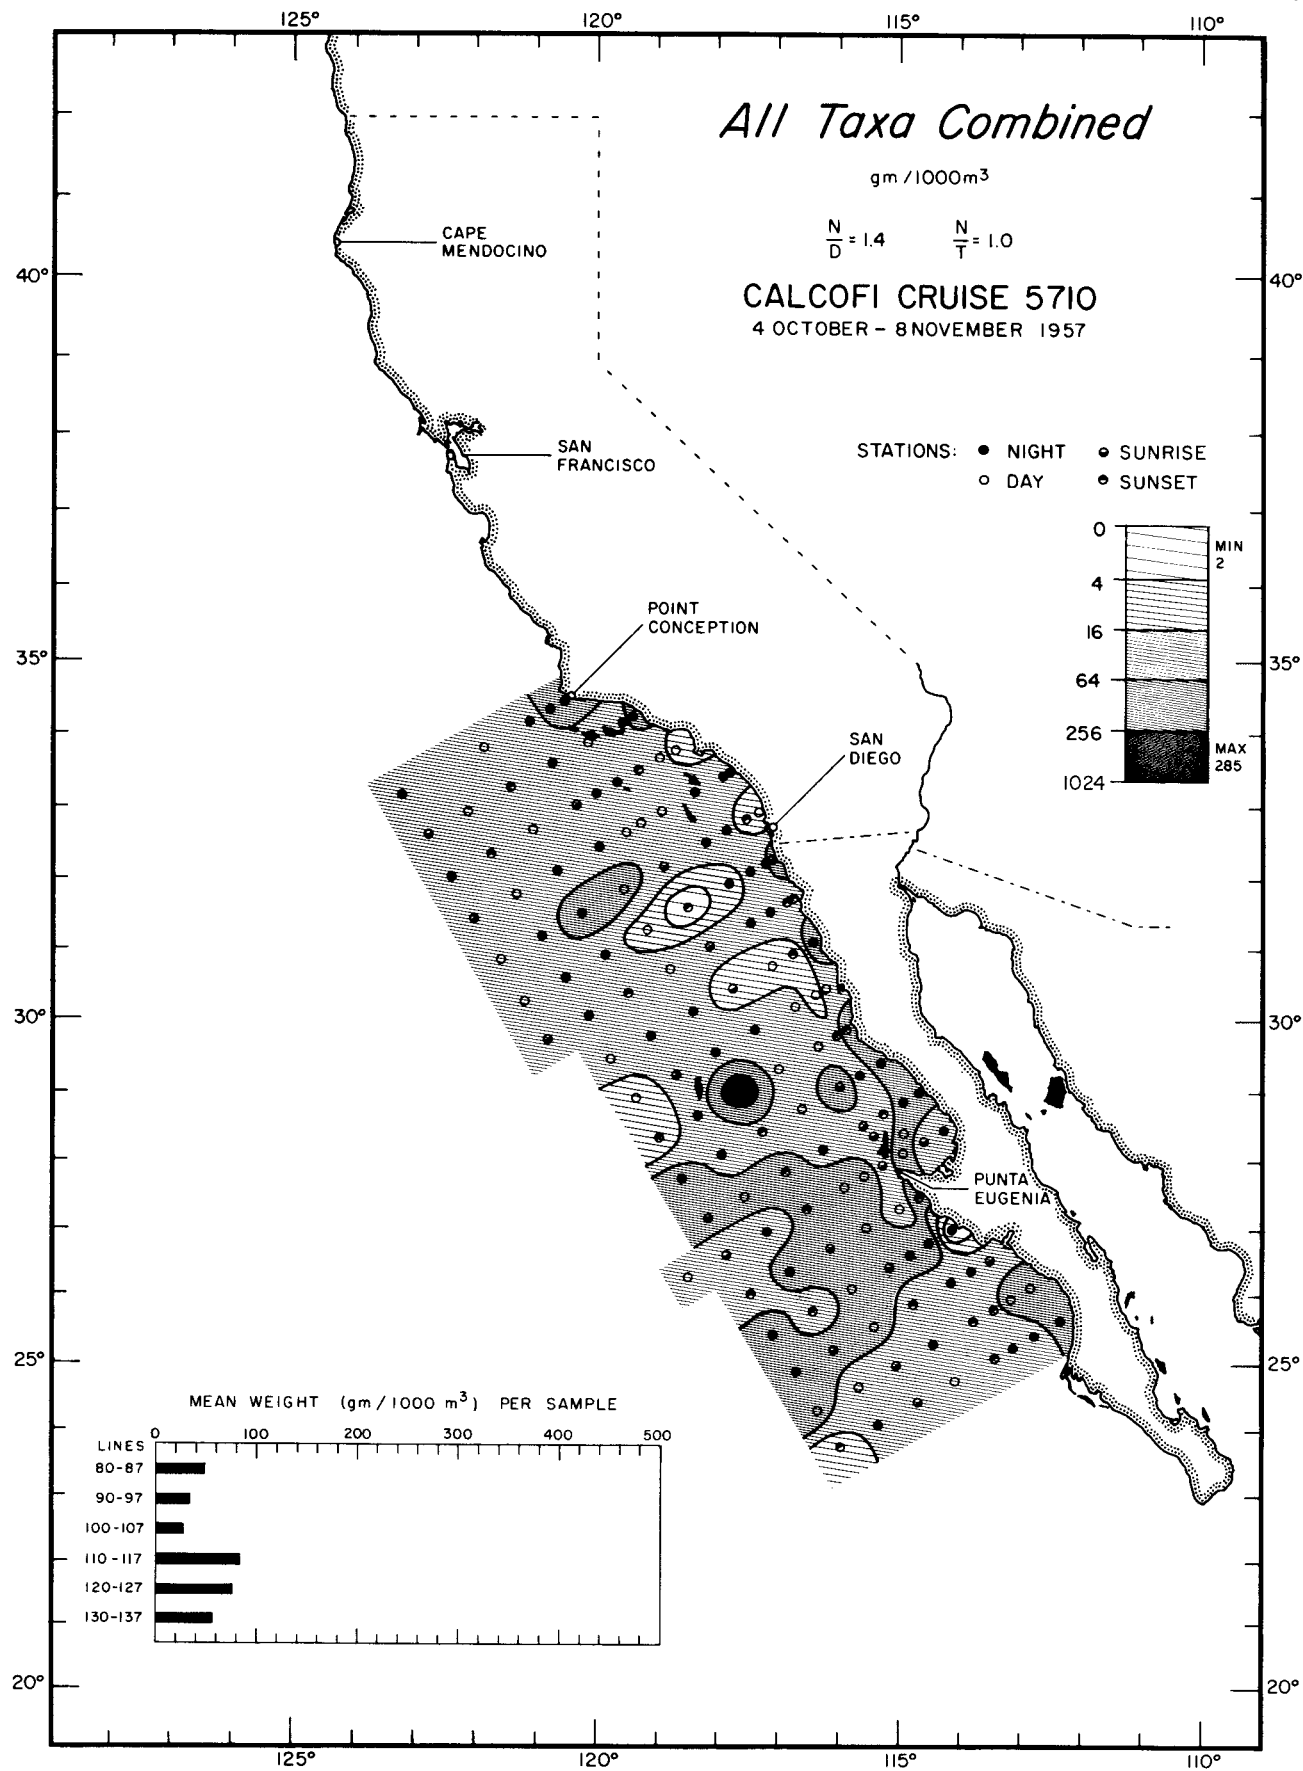 125° 120° 115° 110°
All Taxa Combined
gm/1000m³
N/D = 1.4 N/T = 1.0
CALCOFI CRUISE 5710
4 OCTOBER – 8 NOVEMBER 1957
CAPE
MENDOCINO
40° 40°
SAN
FRANCISCO
STATIONS: NIGHT SUNRISE
DAY SUNSET
0
MIN
2
4
16
64
256
MAX
285
1024
POINT
CONCEPTION
35° 35°
SAN
DIEGO
30° 30°
PUNTA
EUGENIA
25° 25°
MEAN WEIGHT (gm/1000 m³) PER SAMPLE
LINES 0 100 200 300 400 500
80-87
90-97
100-107
110-117
120-127
130-137
20° 20°
125° 120° 115° 110°